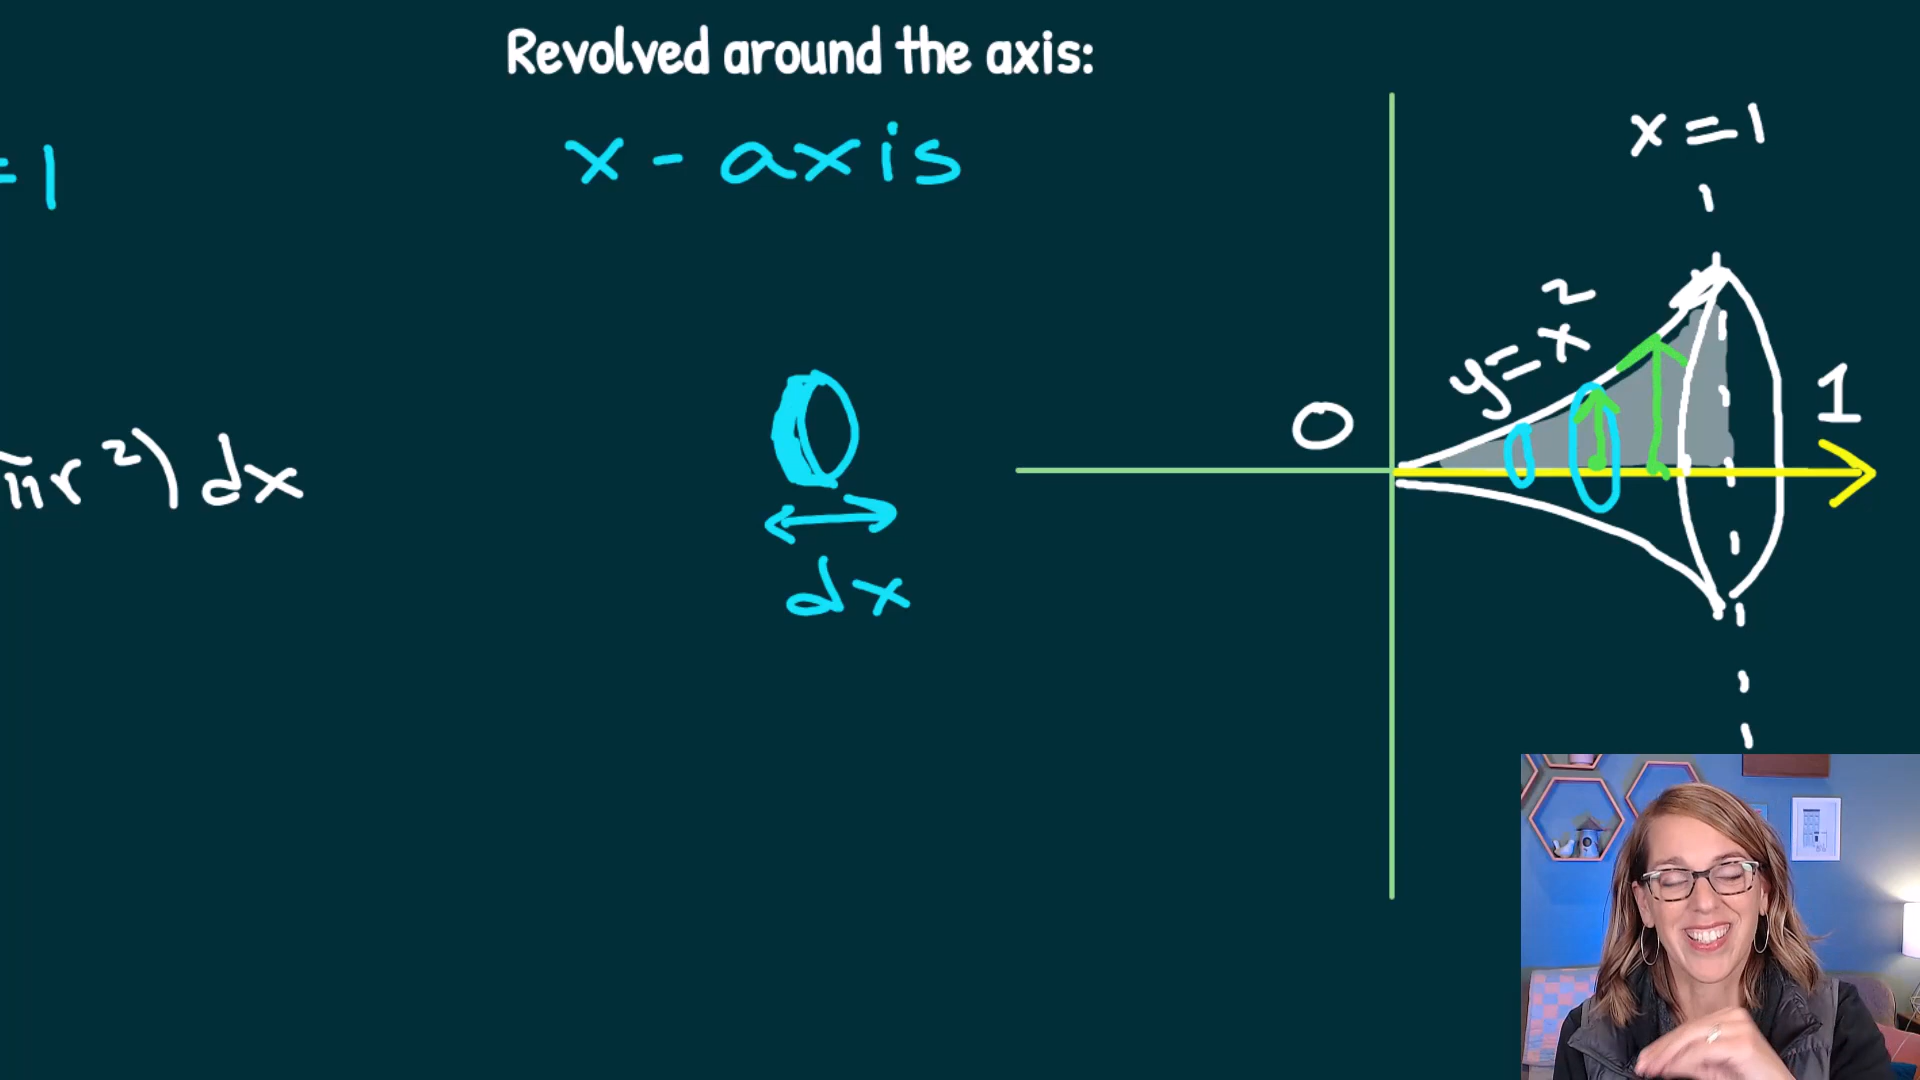 Revolved around the axis:
x - axis
= 1
x = 1
y = x²
0
1
πr²) dx
dx